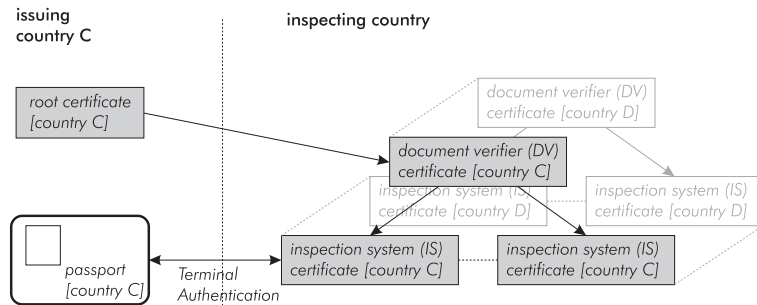 issuing
country C
inspecting country
document verifier (DV)
certificate [country D]
root certificate
[country C]
document verifier (DV)
certificate [country C]
inspection system (IS)
certificate [country D]
inspection system (IS)
certificate [country D]
inspection system (IS)
certificate [country C]
inspection system (IS)
certificate [country C]
passport
[country C]
Terminal
Authentication